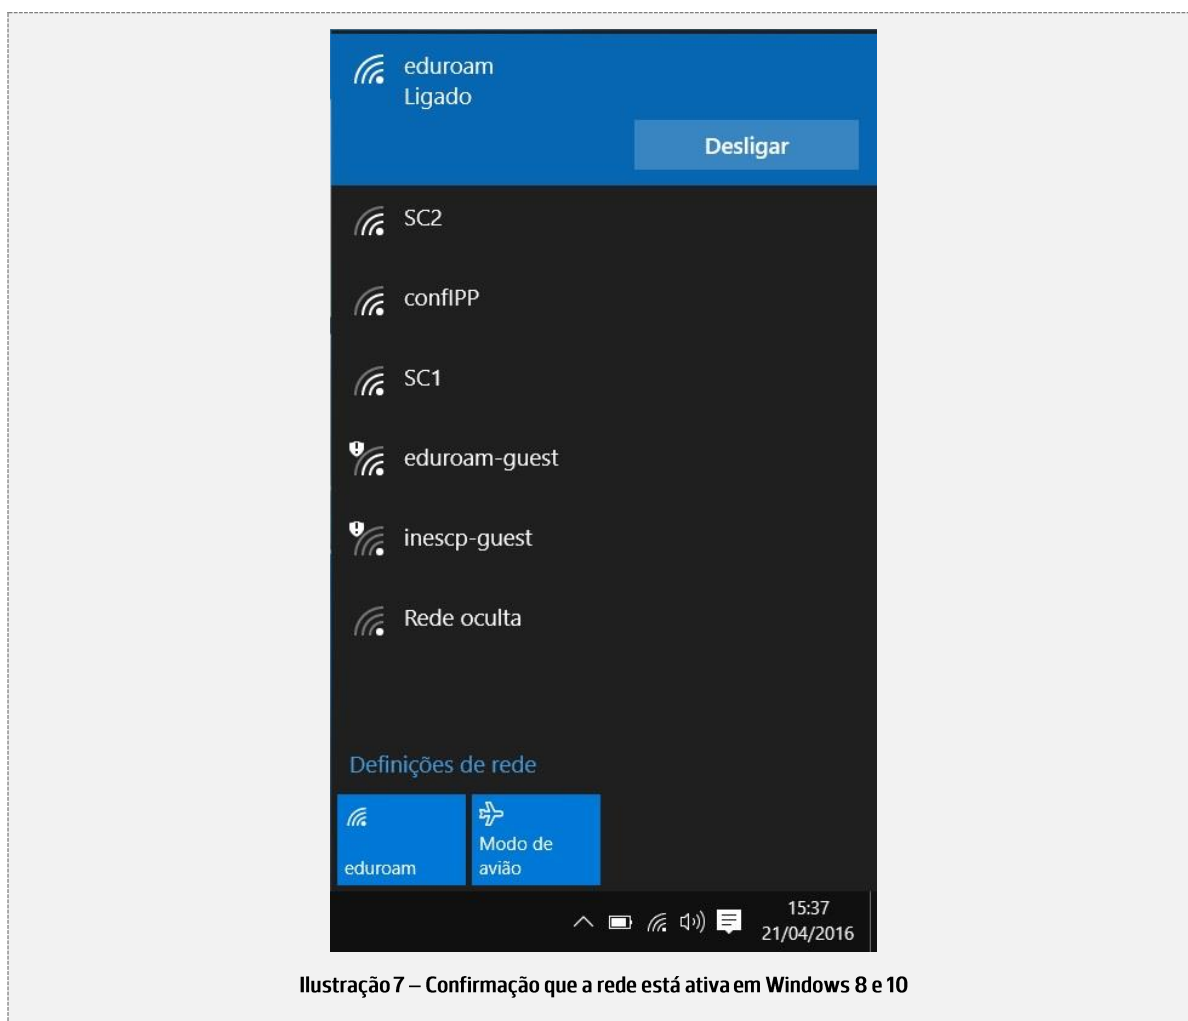 eduroam
Ligado
Desligar
SC2
confIPP
SC1
eduroam-guest
inescp-guest
Rede oculta
Definições de rede
eduroam
Modo de
avião
15:37
21/04/2016
Ilustração 7 – Confirmação que a rede está ativa em Windows 8 e 10